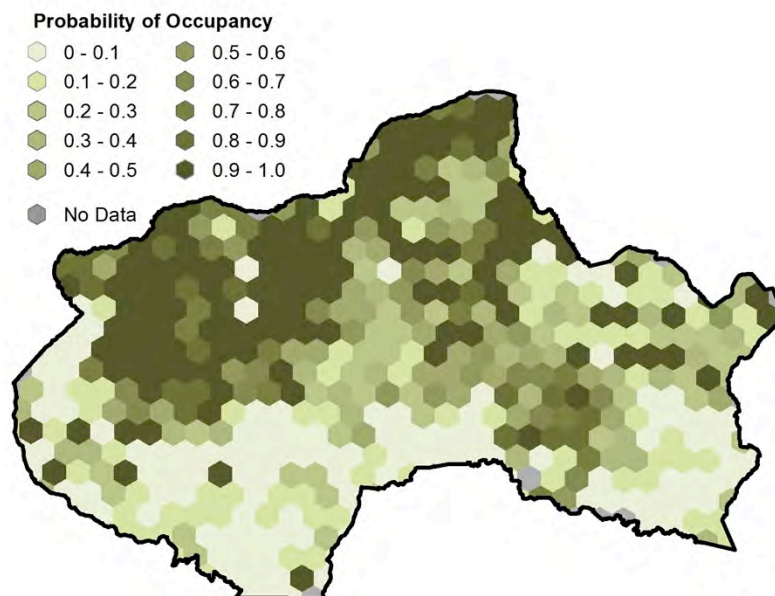 Probability of Occupancy
0 - 0.1
0.1 - 0.2
0.2 - 0.3
0.3 - 0.4
0.4 - 0.5
No Data
0.5 - 0.6
0.6 - 0.7
0.7 - 0.8
0.8 - 0.9
0.9 - 1.0